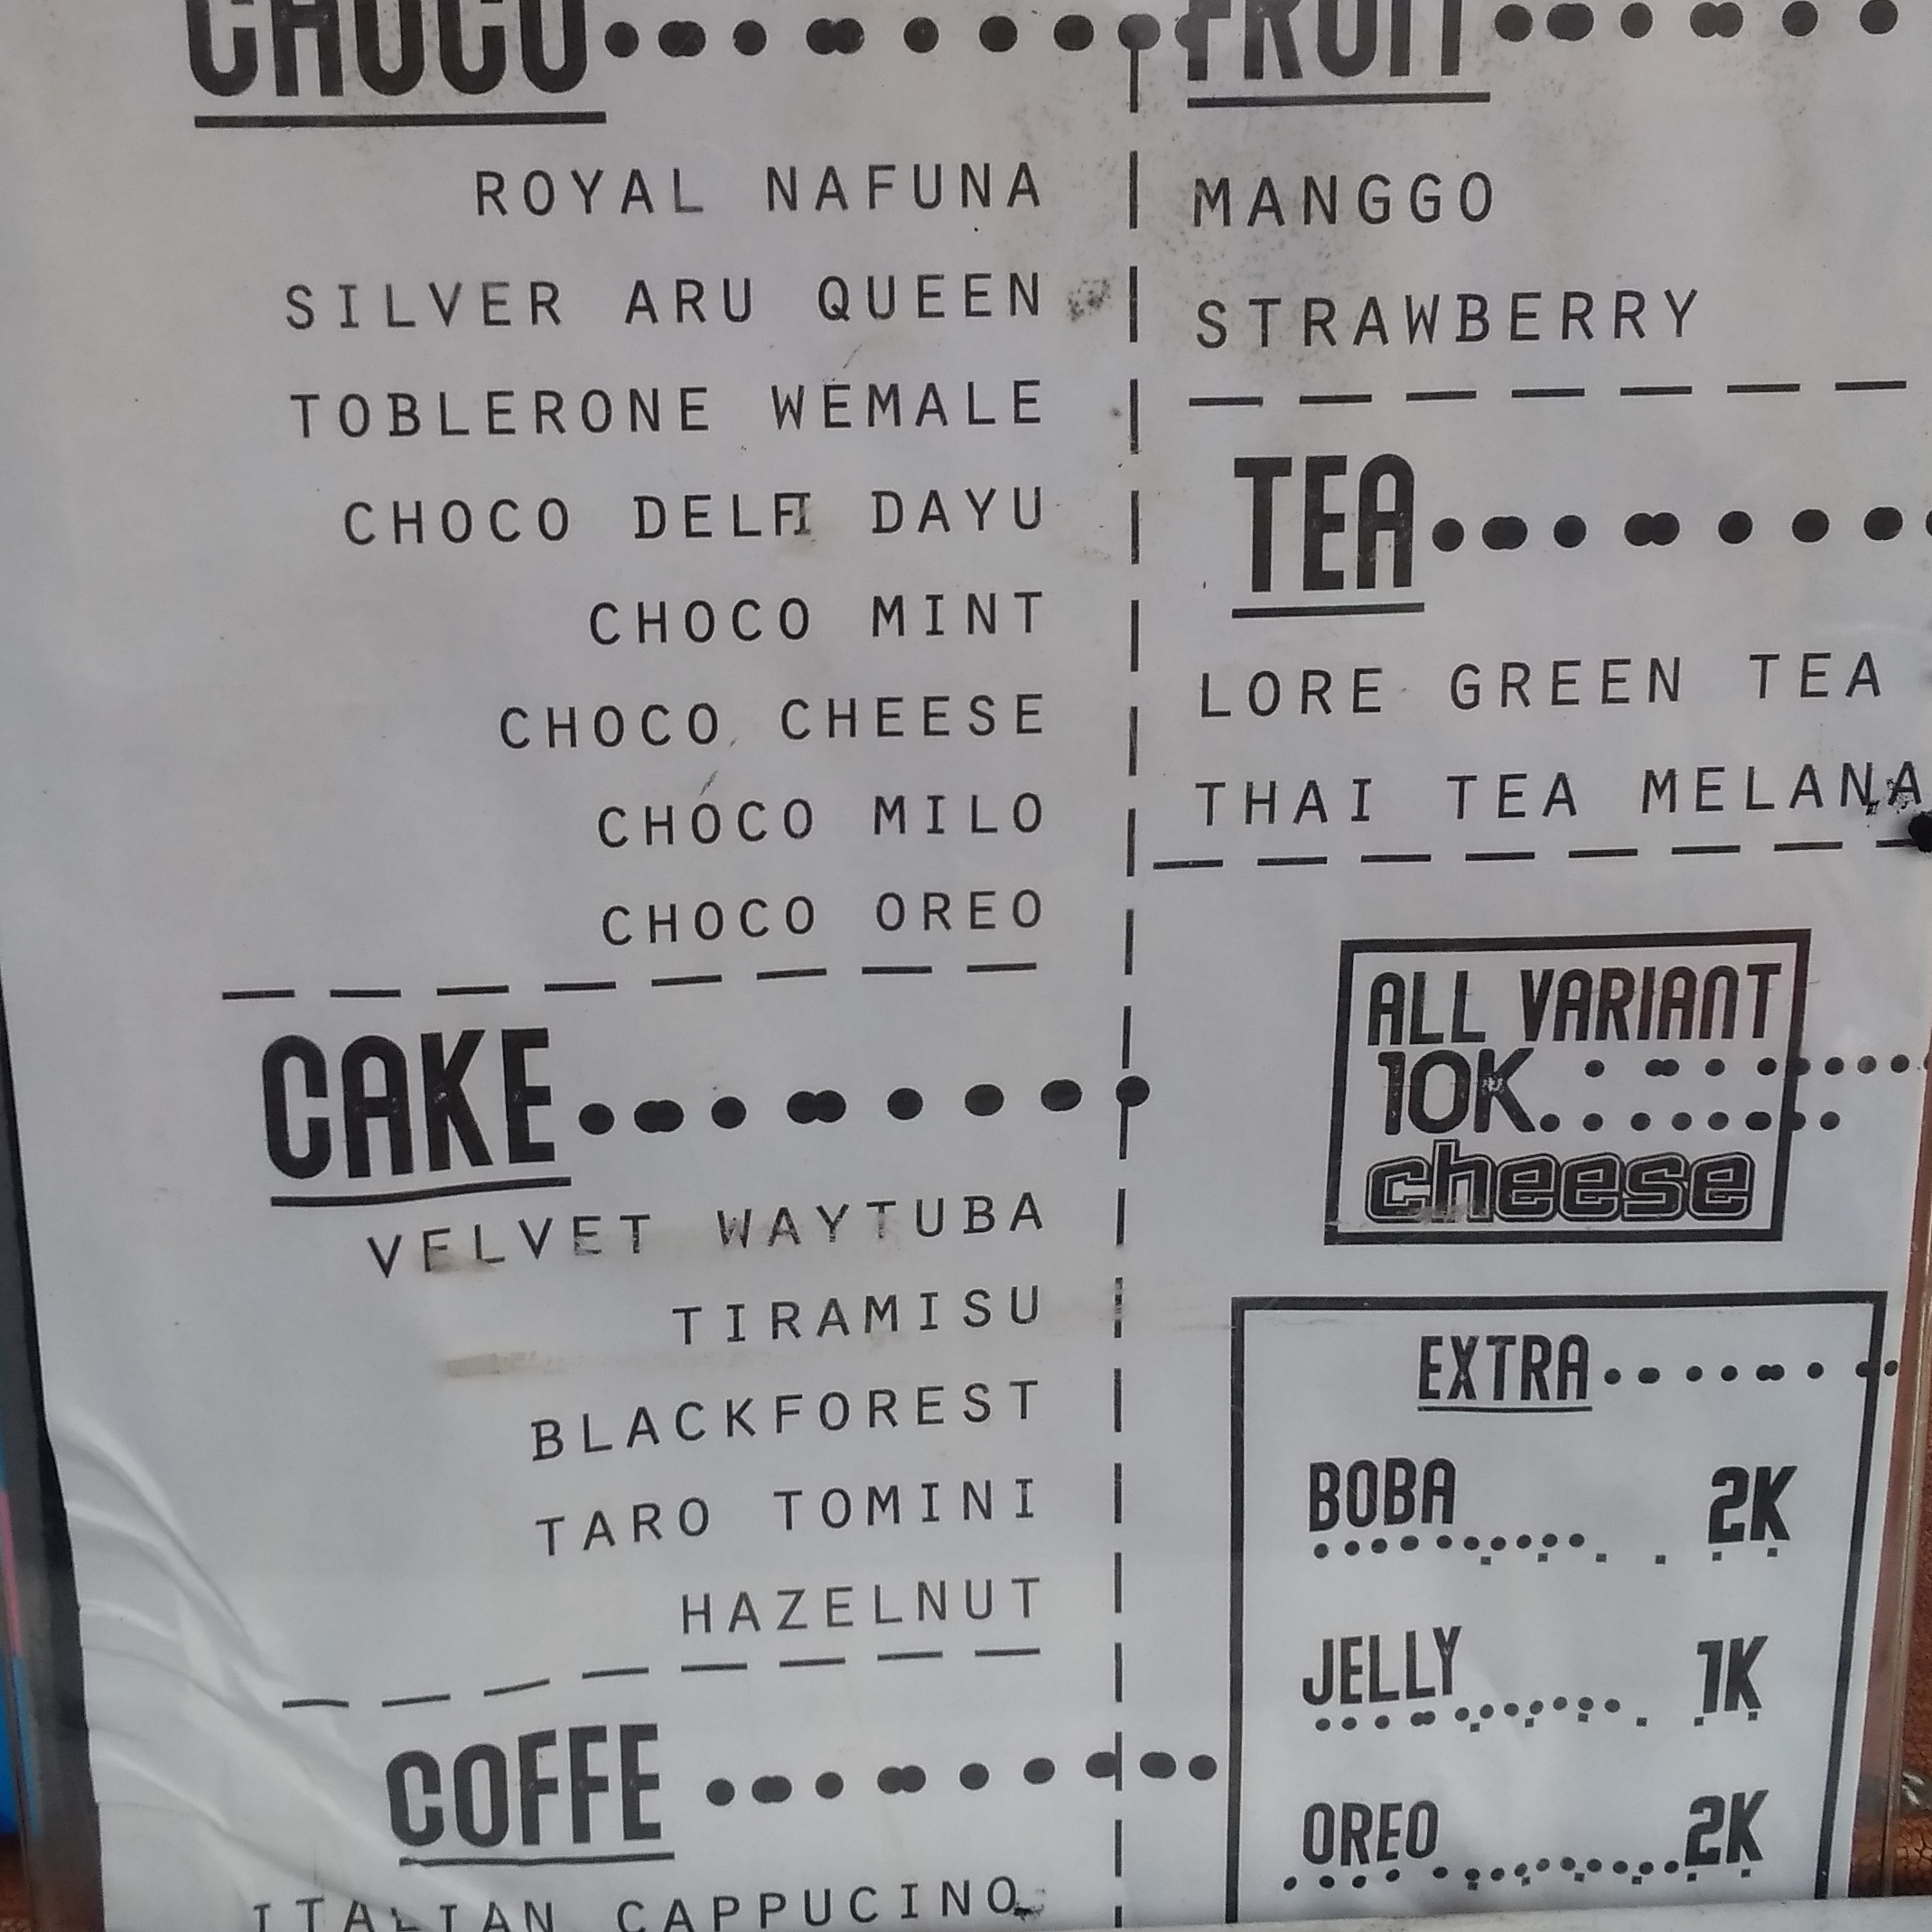 CHOCO
ROYAL NAFUNA
SILVER ARU QUEEN
TOBLERONE WEMALE
CHOCO DELFI DAYU
CHOCO MINT
CHOCO CHEESE
CHOCO MILO
CHOCO OREO
CAKE
VELVET WAYTUBA
TIRAMISU
BLACKFOREST
TARO TOMINI
HAZELNUT
COFFE
ITALIAN CAPPUCINO
FRUIT
MANGGO
STRAWBERRY
TEA
LORE GREEN TEA
THAI TEA MELANA
ALL VARIANT
10K
cheese
EXTRA
BOBA 2K
JELLY 1K
OREO 2K